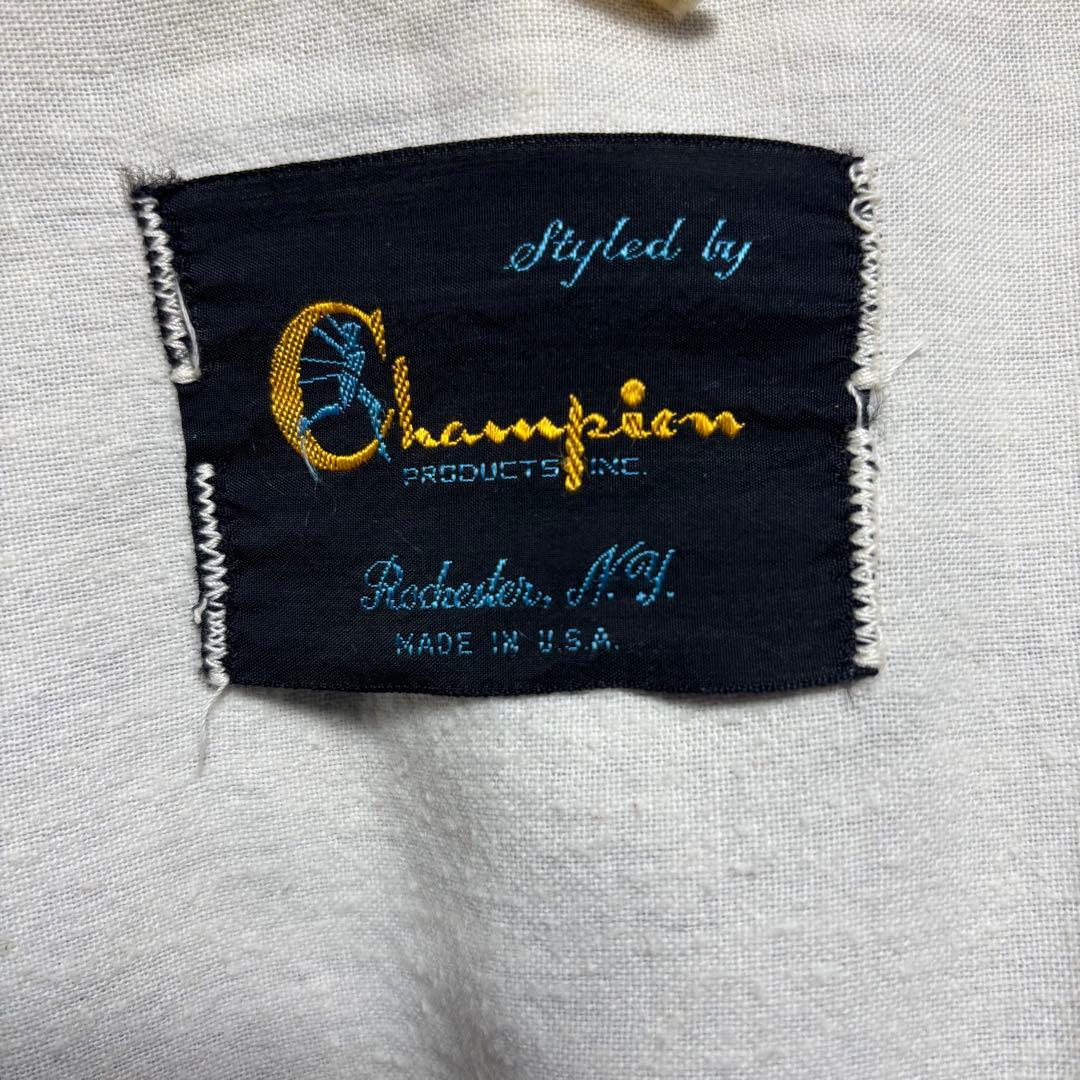 Styled by
Champion
PRODUCTS, INC.
Rochester, N.Y.
MADE IN U.S.A.